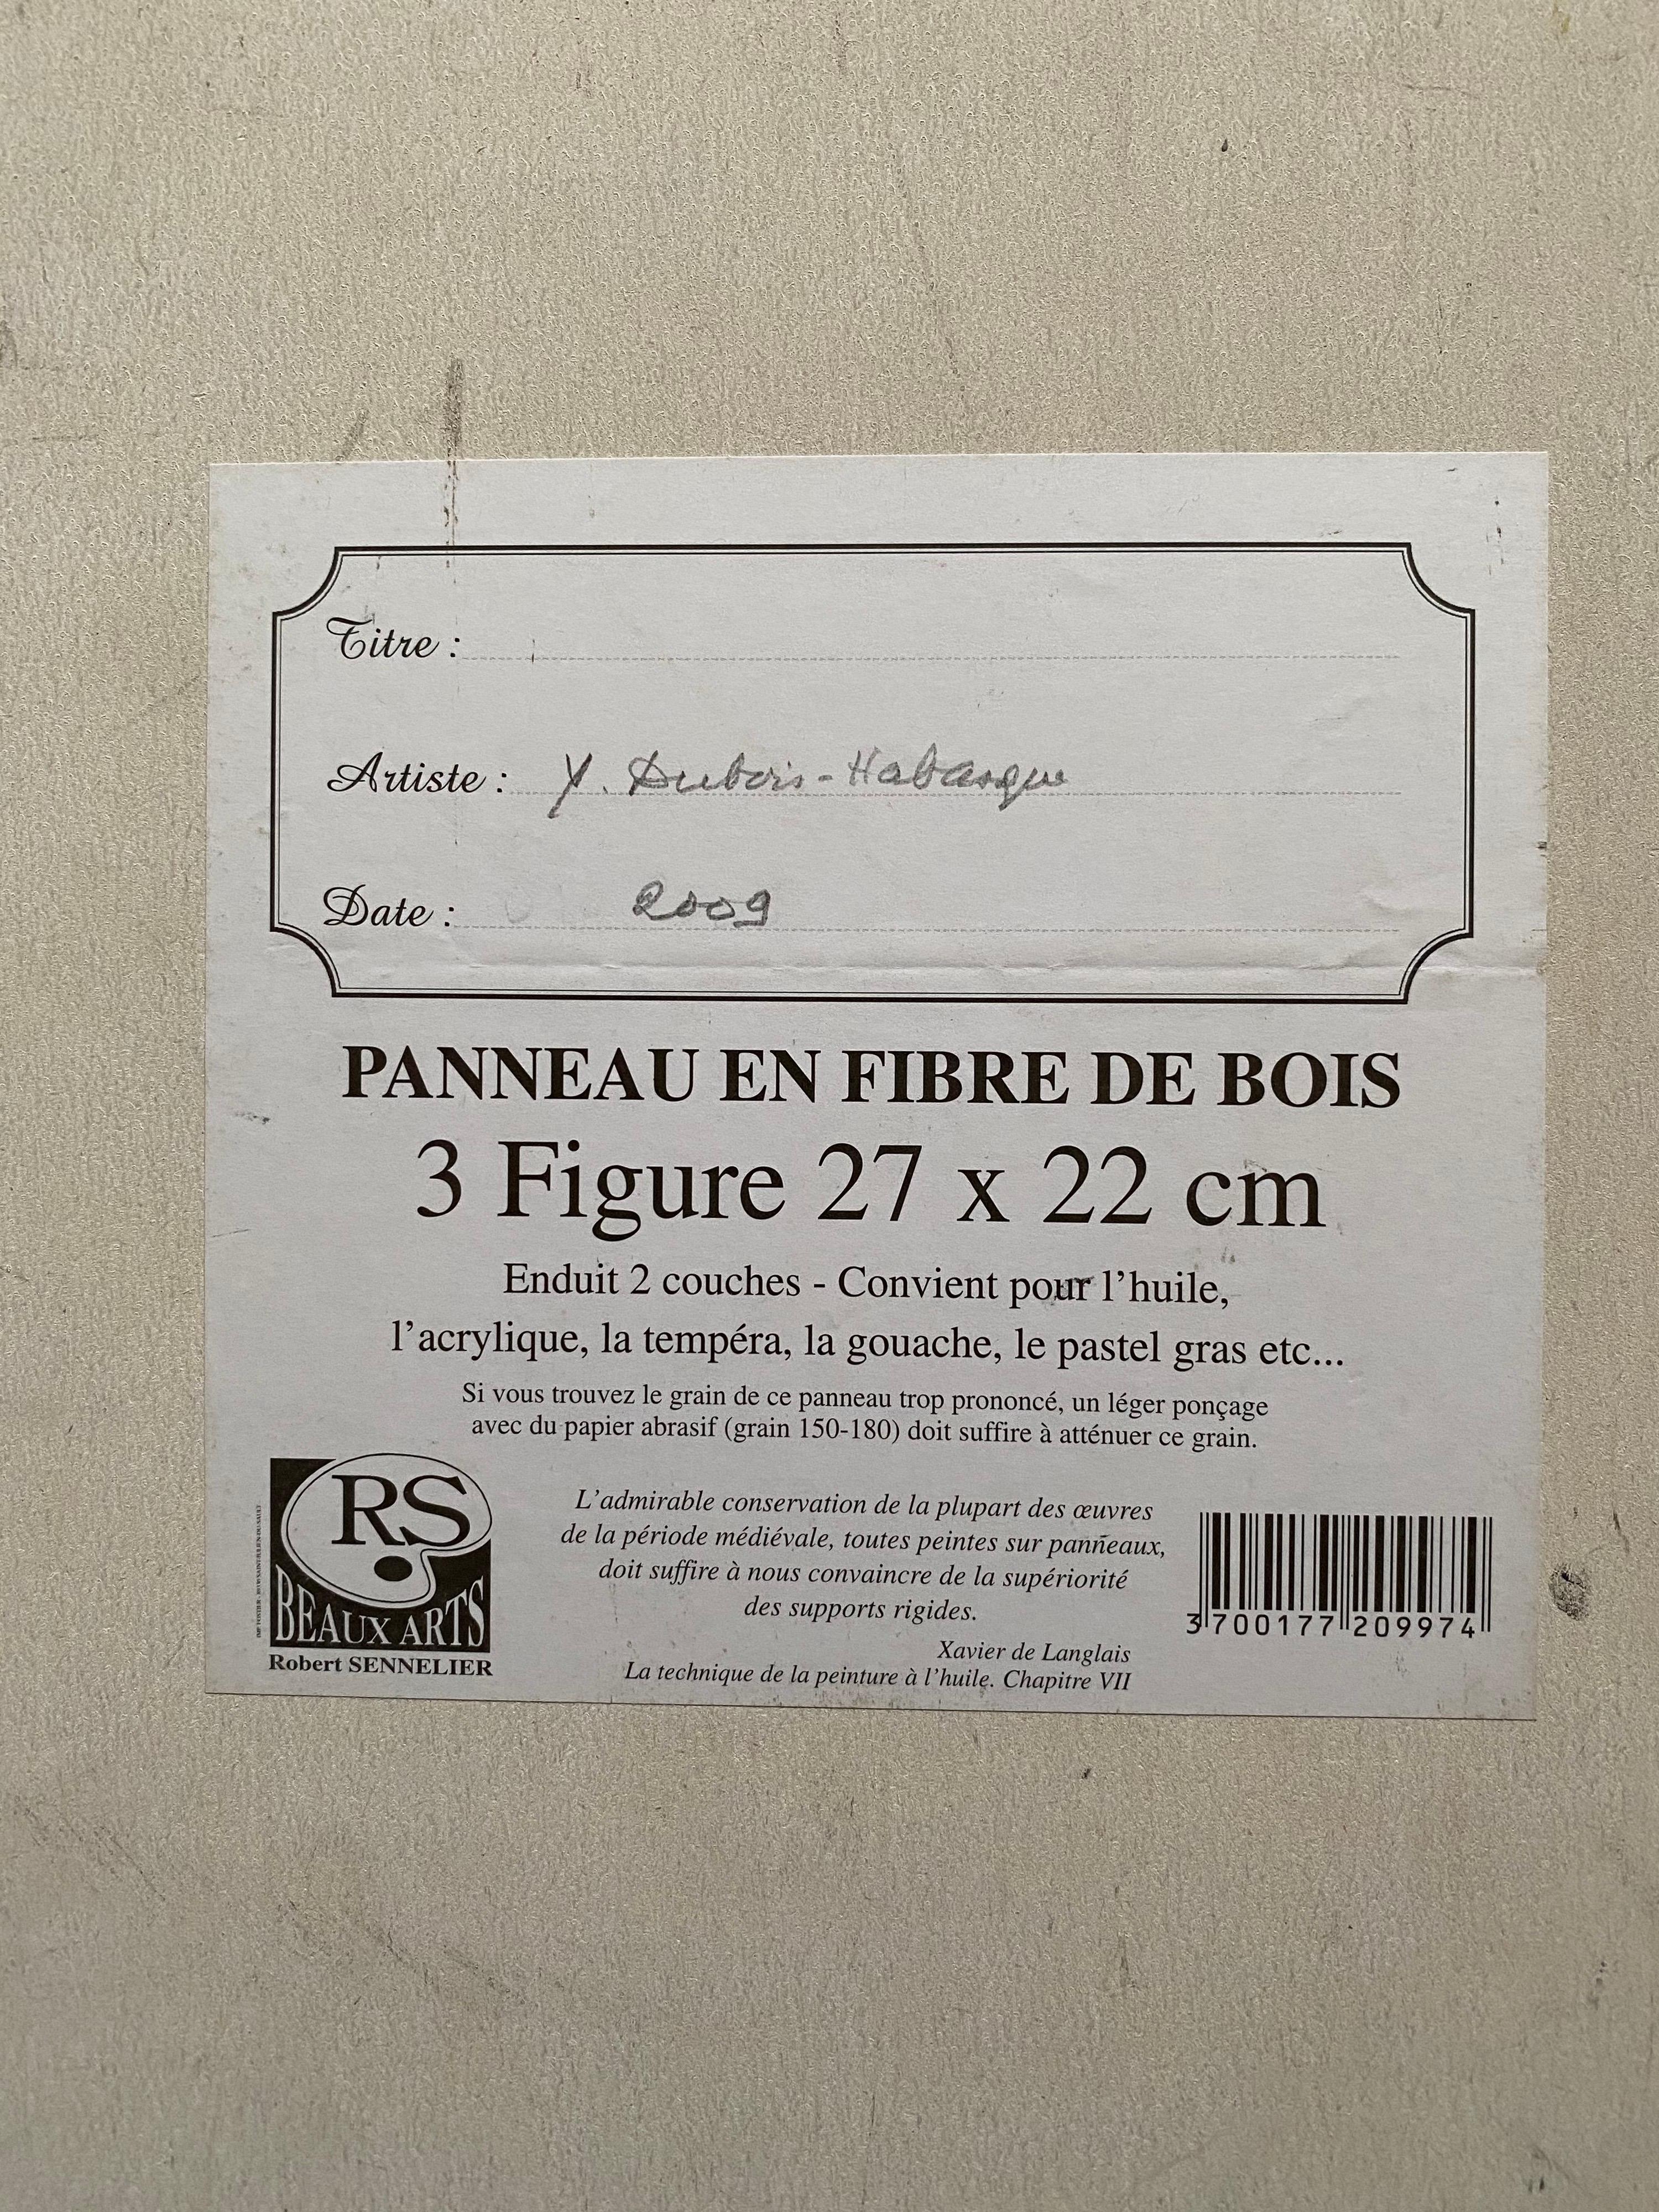 Titre :
Artiste : Y. Dubois-Habasque
Date : 2009
PANNEAU EN FIBRE DE BOIS
3 Figure 27 x 22 cm
Enduit 2 couches - Convient pour l'huile,
l'acrylique, la tempéra, la gouache, le pastel gras etc...
Si vous trouvez le grain de ce panneau trop prononcé, un léger ponçage
avec du papier abrasif (grain 150-180) doit suffire à atténuer ce grain.
RS
BEAUX ARTS
Robert SENNELIER
L'admirable conservation de la plupart des œuvres
de la période médiévale, toutes peintes sur panneaux,
doit suffire à nous convaincre de la supériorité
des supports rigides.
Xavier de Langlais
La technique de la peinture à l'huile. Chapitre VII
3 700177 209974